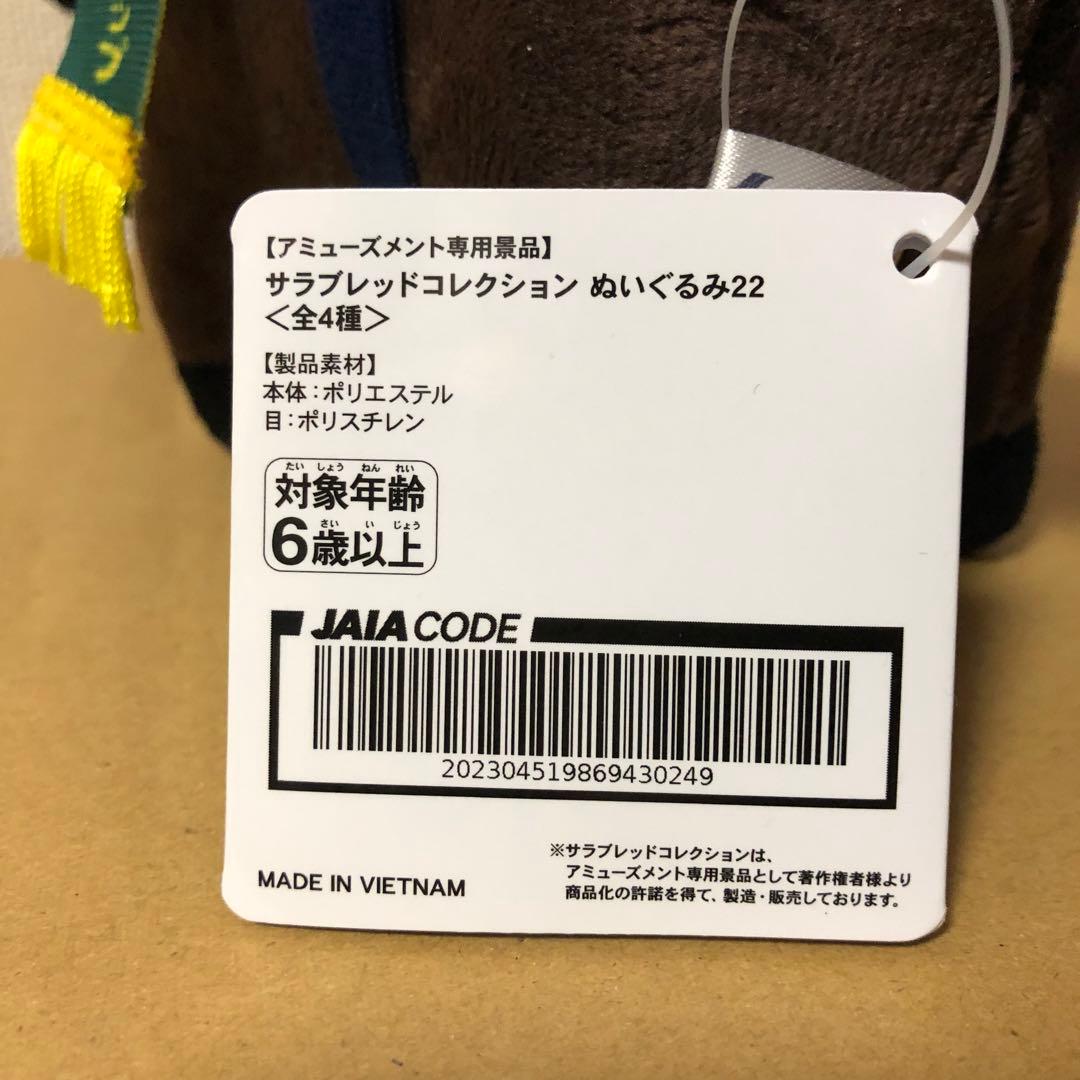 【アミューズメント専用景品】
サラブレッドコレクション ぬいぐるみ22
＜全4種＞
【製品素材】
本体：ポリエステル
目：ポリスチレン
たい しょう ねん れい
対象年齢
さい い じょう
6歳以上
JAIA CODE
202304519869430249
MADE IN VIETNAM
※サラブレッドコレクションは、
アミューズメント専用景品として著作権者様より
商品化の許諾を得て、製造・販売しております。